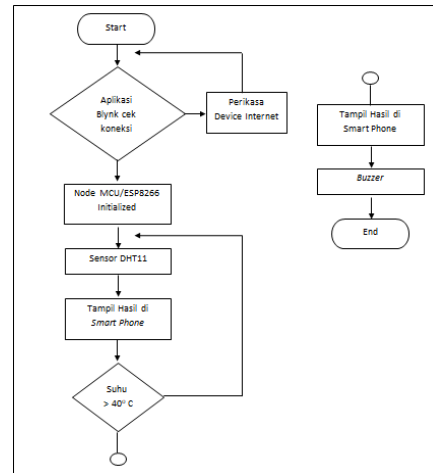 Start
Aplikasi
Blynk cek
koneksi
Perikasa
Device Internet
Node MCU/ESP8266
Initialized
Sensor DHT11
Tampil Hasil di
Smart Phone
Suhu
> 40° C
Tampil Hasil di
Smart Phone
Buzzer
End